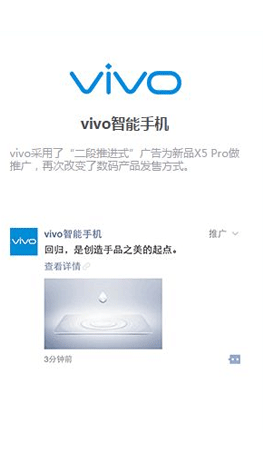 vivo
vivo智能手机
vivo采用了“二段推进式”广告为新品X5 Pro做
推广，再次改变了数码产品发售方式。
vivo
vivo智能手机
推广
回归，是创造手品之美的起点。
查看详情
3分钟前